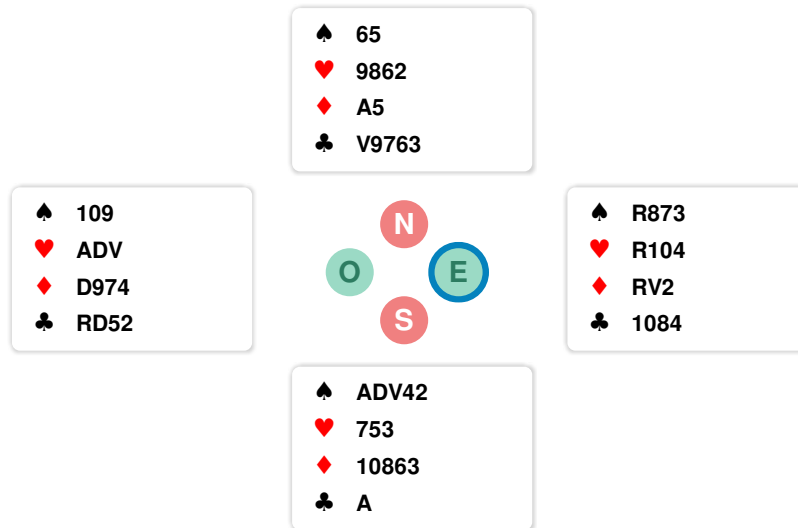 ♠ 65
♥ 9862
♦ A5
♣ V9763
♠ 109
♥ ADV
♦ D974
♣ RD52
N
O E
S
♠ R873
♥ R104
♦ RV2
♣ 1084
♠ ADV42
♥ 753
♦ 10863
♣ A